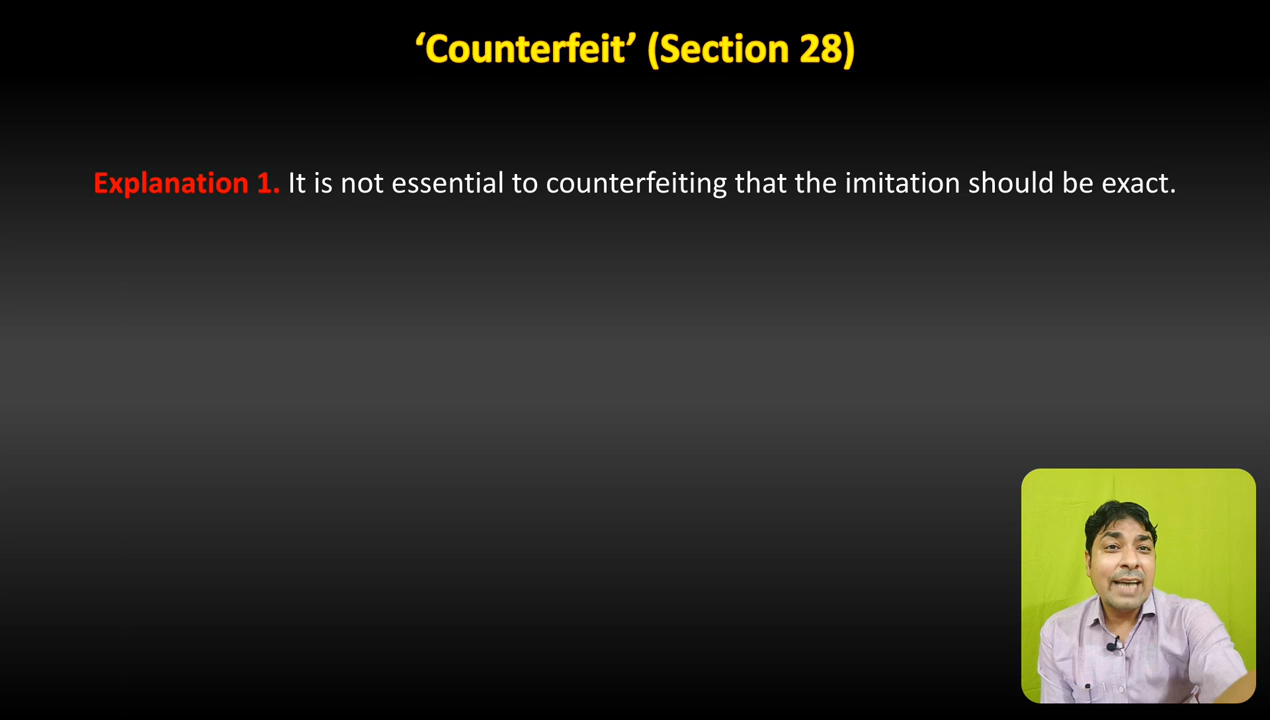 ‘Counterfeit’ (Section 28)
Explanation 1. It is not essential to counterfeiting that the imitation should be exact.